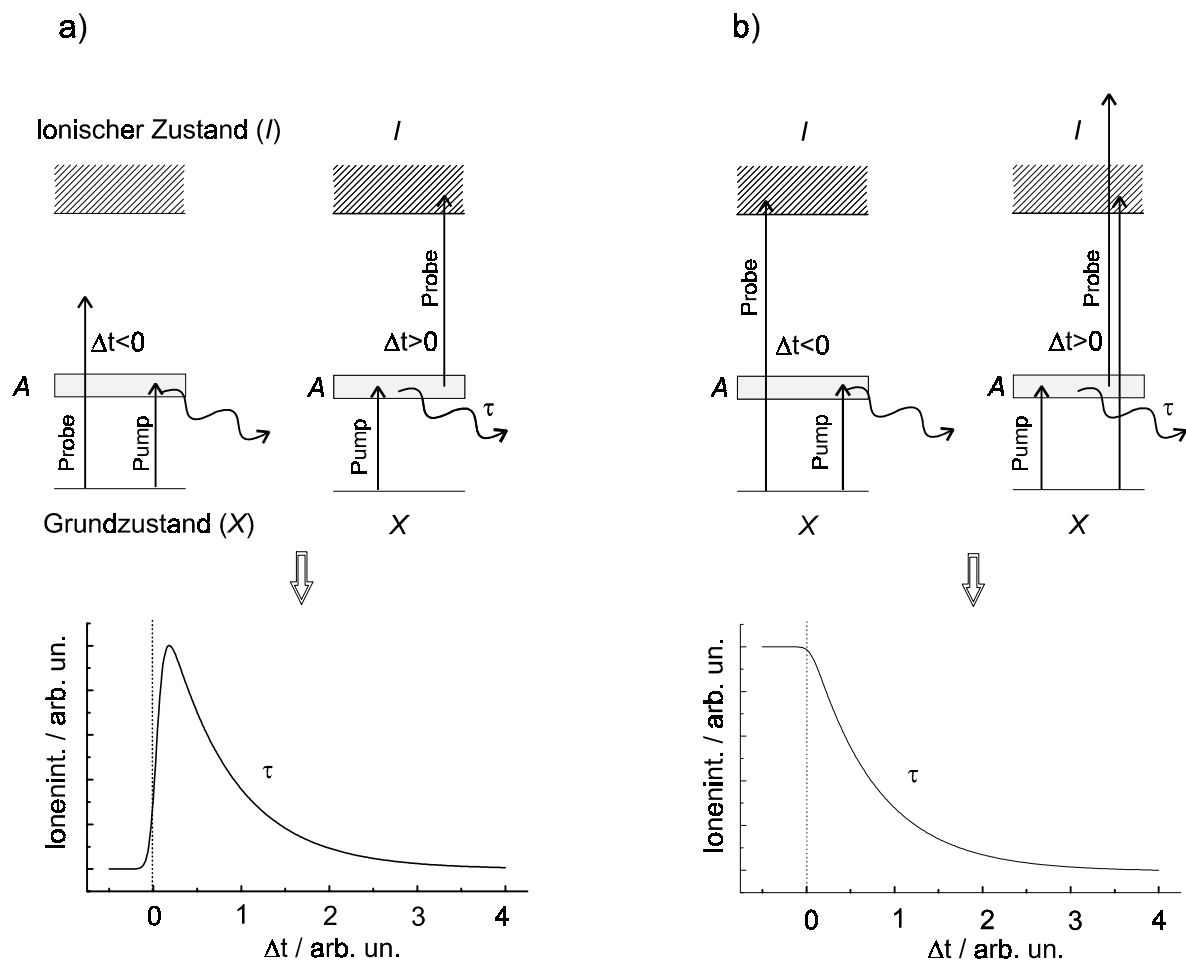 a)
Ionischer Zustand (I)
I
Δt<0
Δt>0
Probe
A
A
Probe
Pump
Pump
τ
Grundzustand (X)
X
Ionenint. / arb. un.
τ
0 1 2 3 4
Δt / arb. un.
b)
I
I
Probe
Probe
Δt<0
Δt>0
A
A
Pump
Pump
τ
X
X
Ionenint. / arb. un.
τ
0 1 2 3 4
Δt / arb. un.